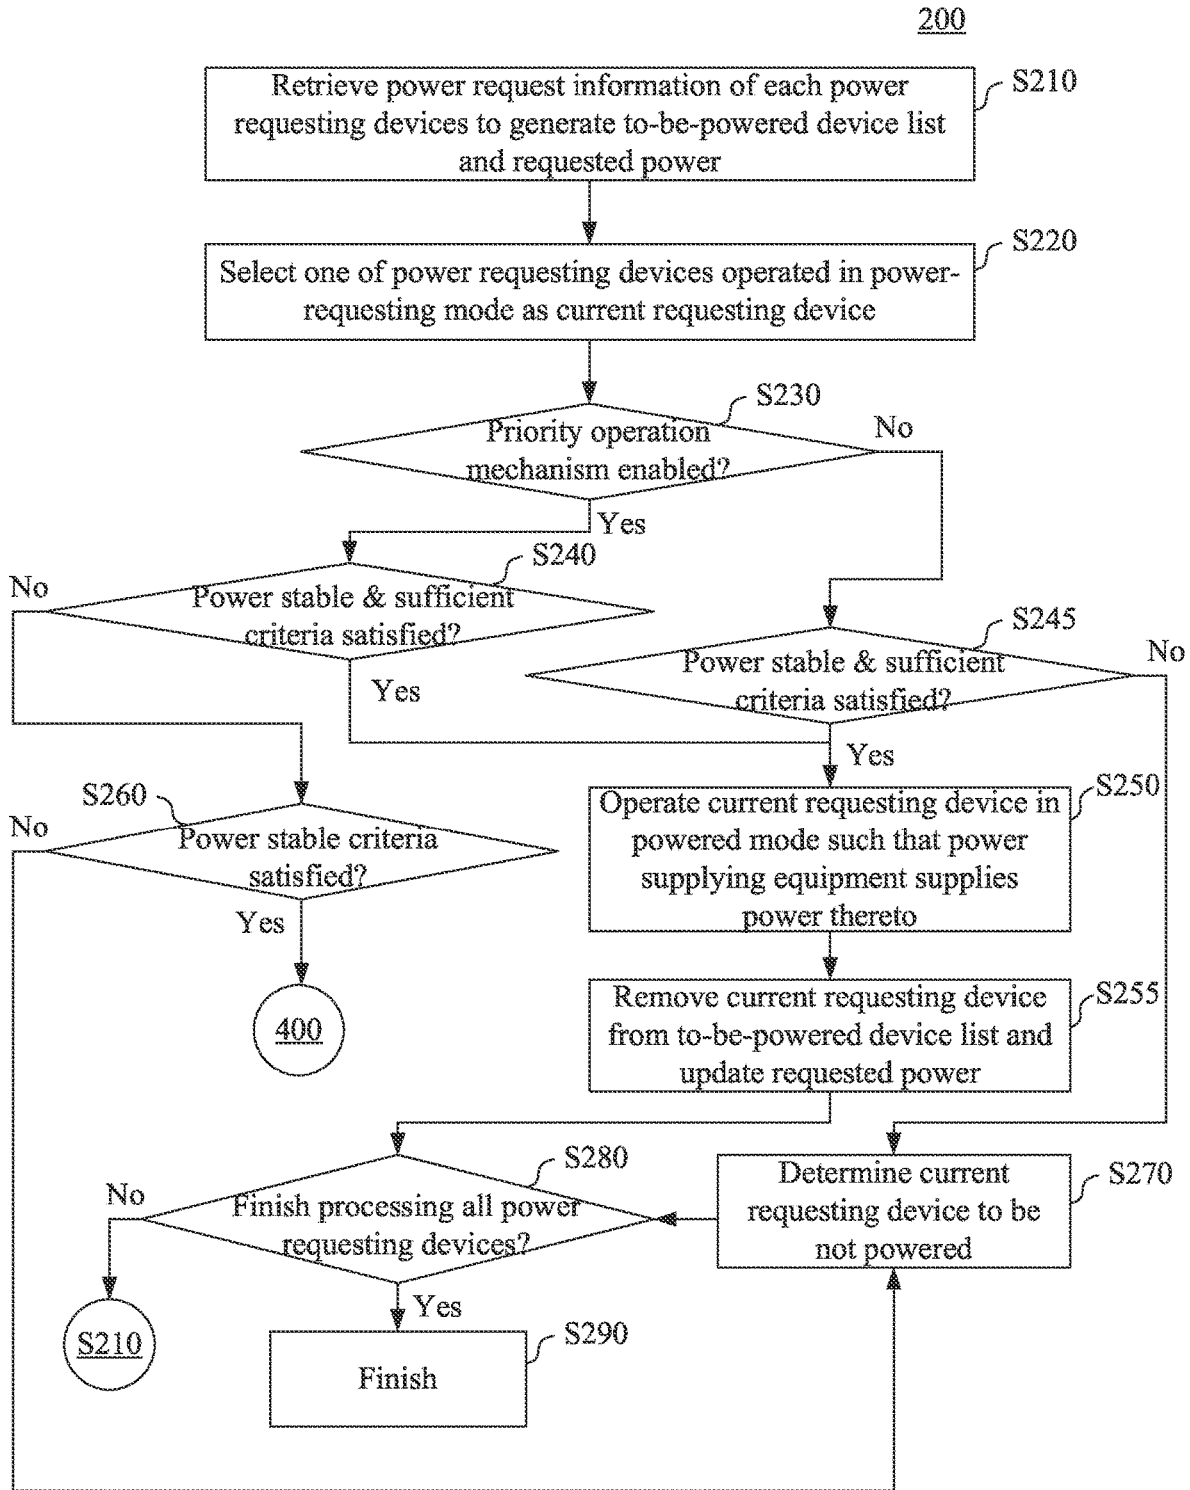 200
Retrieve power request information of each power
requesting devices to generate to-be-powered device list
and requested power
S210
Select one of power requesting devices operated in power-
requesting mode as current requesting device
S220
Priority operation
mechanism enabled?
S230
No
Yes
Power stable & sufficient
criteria satisfied?
S240
No
Yes
Power stable & sufficient
criteria satisfied?
S245
No
Yes
Operate current requesting device in
powered mode such that power
supplying equipment supplies
power thereto
S250
S260
Power stable criteria
satisfied?
No
Yes
400
Remove current requesting device
from to-be-powered device list and
update requested power
S255
Determine current
requesting device to be
not powered
S270
Finish processing all power
requesting devices?
S280
No
Yes
S210
Finish
S290